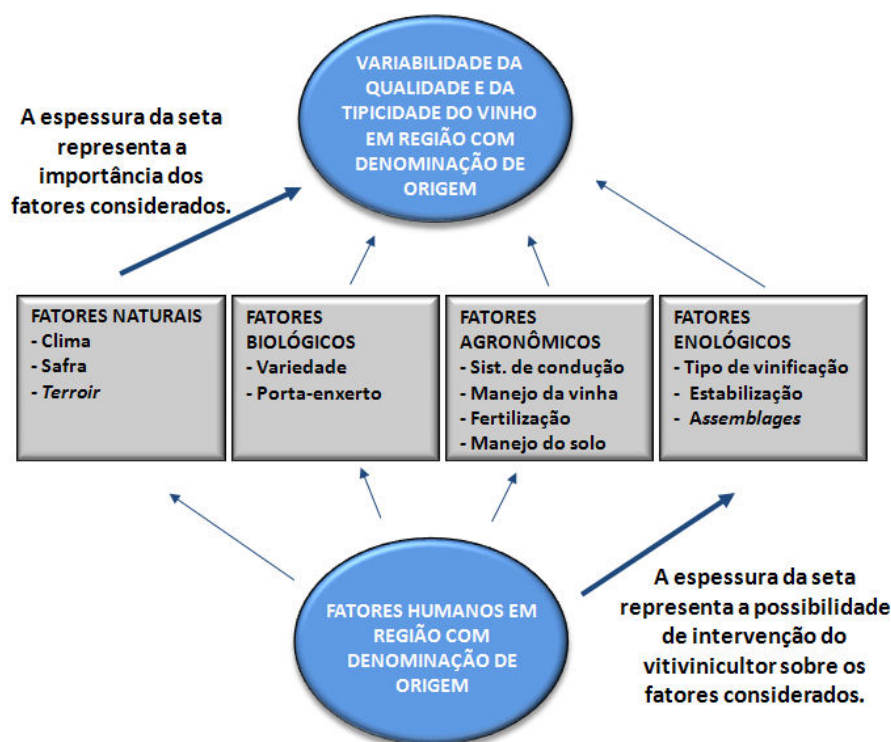 VARIABILIDADE DA
QUALIDADE E DA
TIPICIDADE DO VINHO
EM REGIÃO COM
DENOMINAÇÃO DE
ORIGEM
A espessura da seta
representa a
importância dos
fatores considerados.
FATORES NATURAIS
- Clima
- Safra
- Terroir
FATORES
BIOLÓGICOS
- Variedade
- Porta-enxerto
FATORES
AGRONÔMICOS
- Sist. de condução
- Manejo da vinha
- Fertilização
- Manejo do solo
FATORES
ENOLÓGICOS
- Tipo de vinificação
- Estabilização
- Assemblages
FATORES HUMANOS EM
REGIÃO COM
DENOMINAÇÃO DE
ORIGEM
A espessura da seta
representa a possibilidade
de intervenção do
vitivinicultor sobre os
fatores considerados.